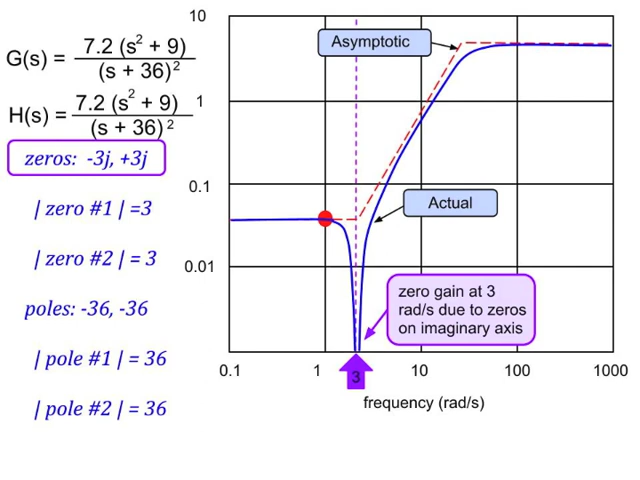 G(s) = 7.2 (s² + 9) / (s + 36)²
H(s) = 7.2 (s² + 9) / (s + 36)²
zeros: -3j, +3j
| zero #1 | =3
| zero #2 | = 3
poles: -36, -36
| pole #1 | = 36
| pole #2 | = 36
10
1
0.1
0.01
Asymptotic
Actual
zero gain at 3
rad/s due to zeros
on imaginary axis
0.1
1
3
10
100
1000
frequency (rad/s)